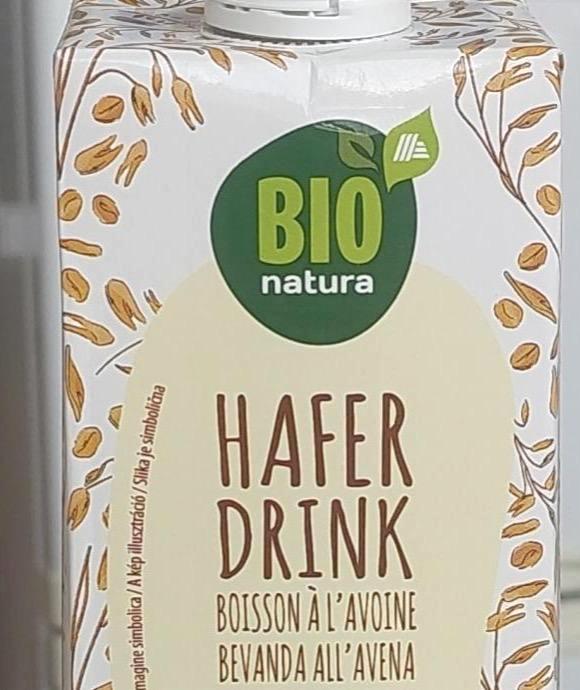 BIO
natura
HAFER
DRINK
BOISSON À L'AVOINE
BEVANDA ALL'AVENA
magine simbolica / A kép illusztráció / Slika je simbolična